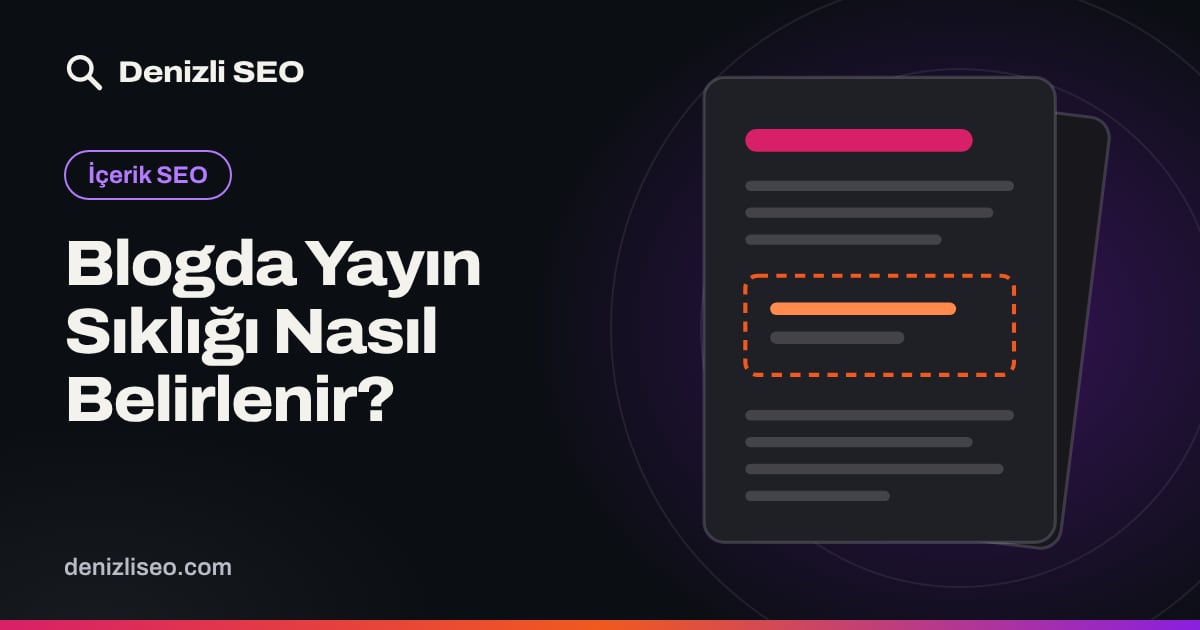 Denizli SEO
İçerik SEO
Blogda Yayın
Sıklığı Nasıl
Belirlenir?
denizliseo.com